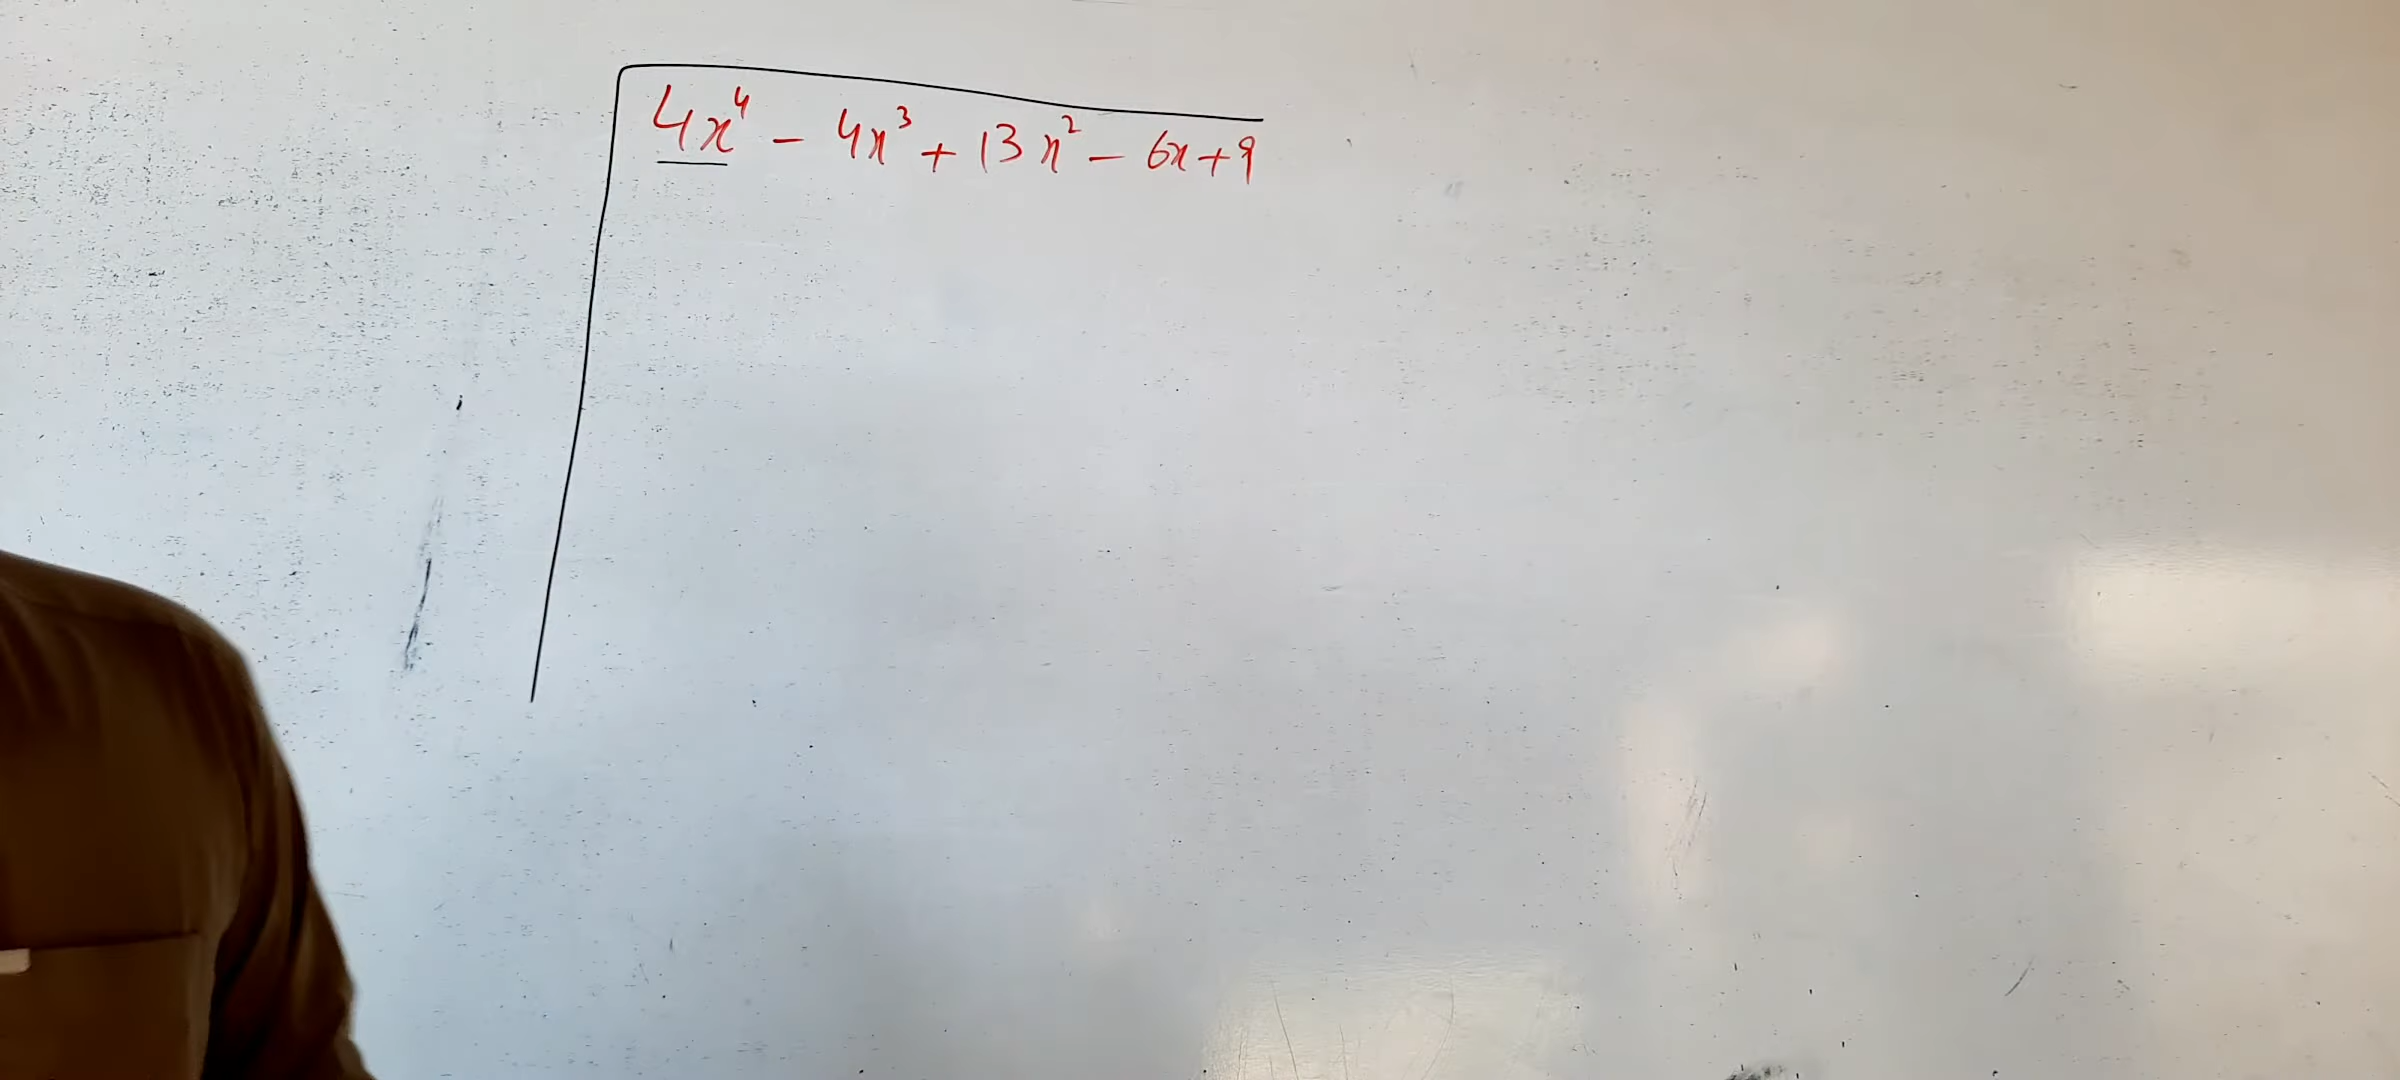 4x⁴ - 4x³ + 13x² - 6x + 9